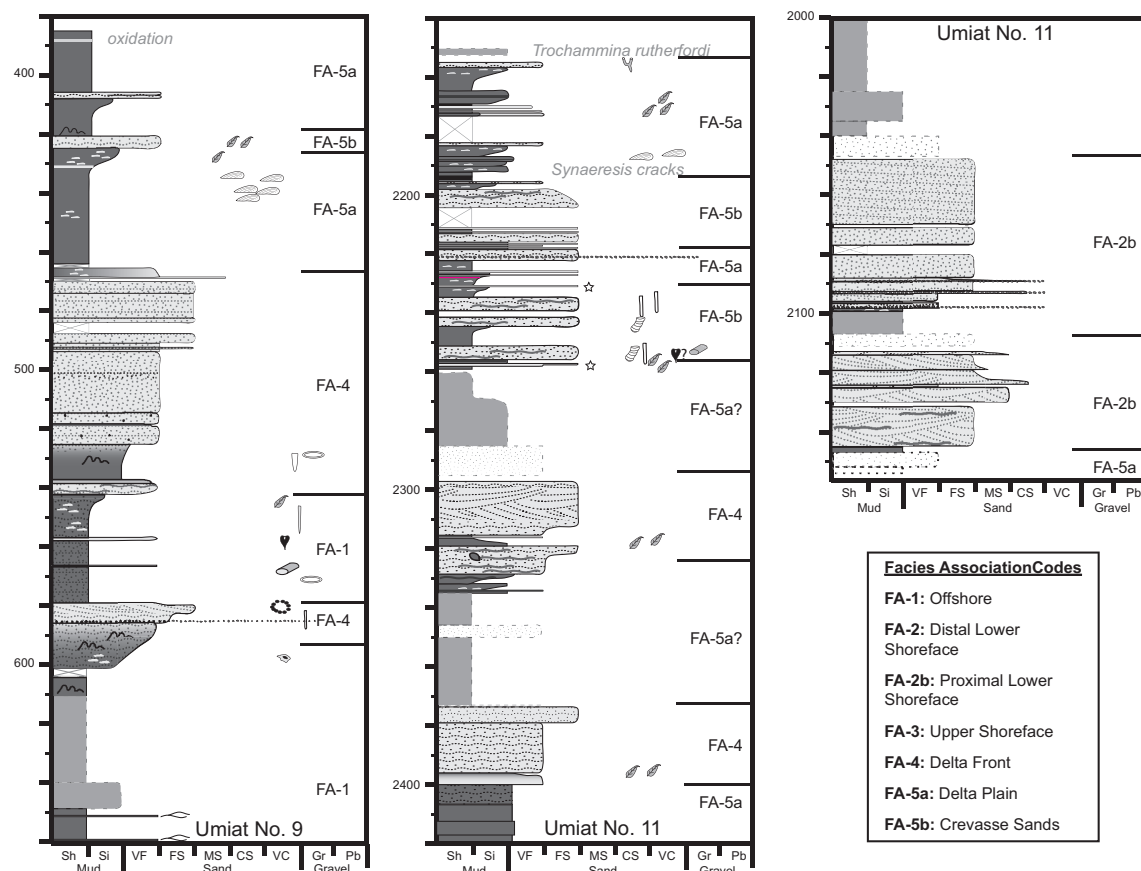 oxidation
400
FA-5a
FA-5b
FA-5a
500
FA-4
FA-1
FA-4
600
FA-1
Umiat No. 9
Sh
Si
VF
FS
MS
CS
VC
Gr
Pb
Mud
Sand
Gravel
Trochammina rutherfordi
FA-5a
Synaeresis cracks
2200
FA-5b
FA-5a
FA-5b
?
FA-5a?
2300
FA-4
FA-5a?
FA-4
2400
FA-5a
Umiat No. 11
Sh
Si
VF
FS
MS
CS
VC
Gr
Pb
Mud
Sand
Gravel
2000
Umiat No. 11
FA-2b
2100
FA-2b
FA-5a
Sh
Si
VF
FS
MS
CS
VC
Gr
Pb
Mud
Sand
Gravel
Facies AssociationCodes
FA-1: Offshore
FA-2: Distal Lower
Shoreface
FA-2b: Proximal Lower
Shoreface
FA-3: Upper Shoreface
FA-4: Delta Front
FA-5a: Delta Plain
FA-5b: Crevasse Sands